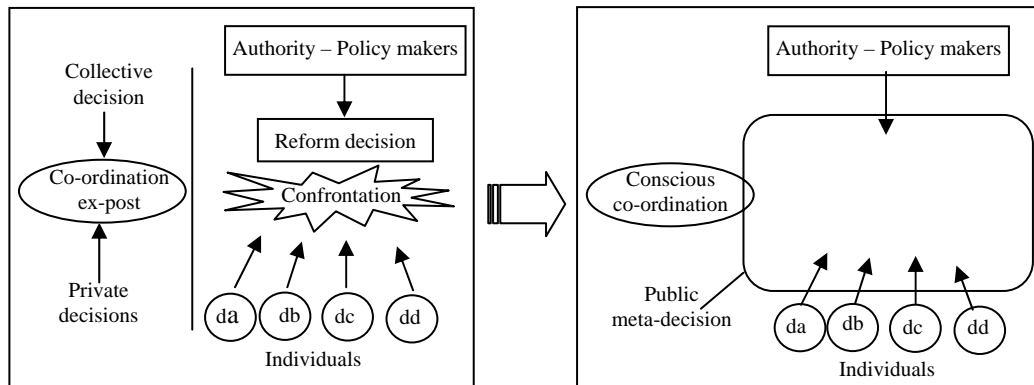 Collective
decision
Co-ordination
ex-post
Private
decisions
Authority – Policy makers
Reform decision
Confrontation
da
db
dc
dd
Individuals
Authority – Policy makers
Conscious
co-ordination
Public
meta-decision
da
db
dc
dd
Individuals